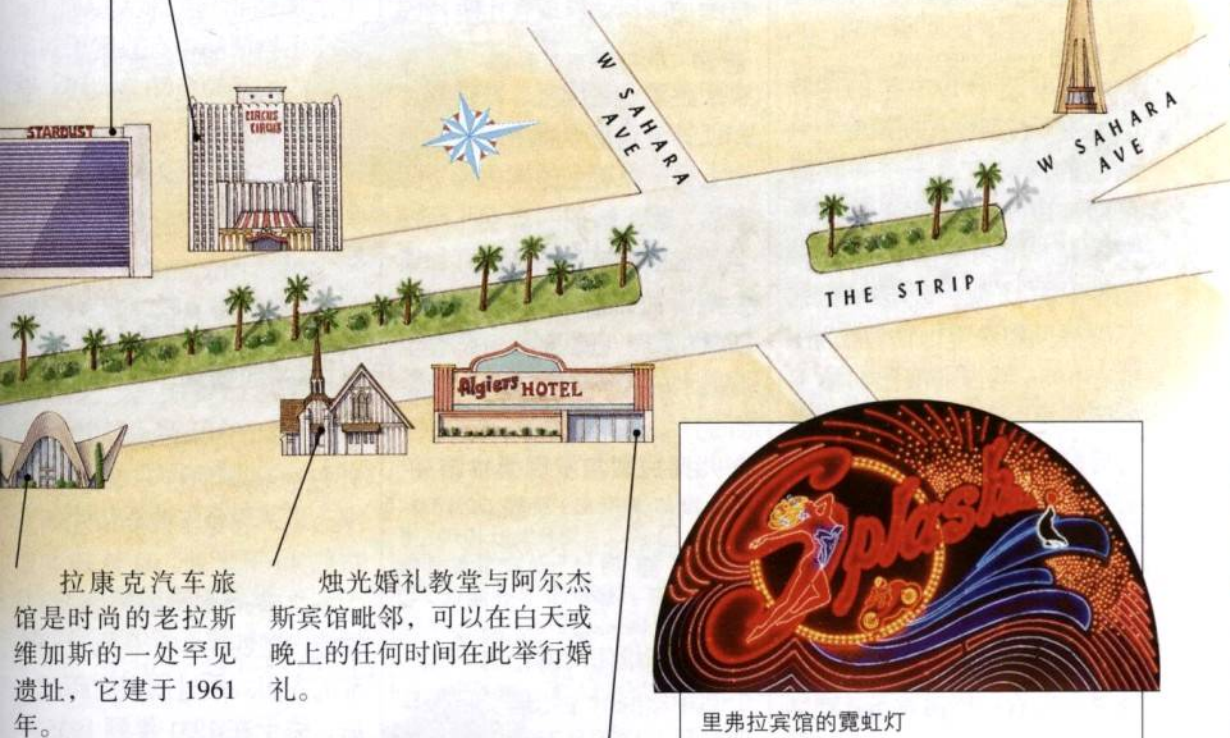 W SAHARA
AVE
W SAHARA
AVE
STARDUST
CIRCUS
CIRCUS
THE STRIP
Algiers HOTEL
Splash
拉康克汽车旅
馆是时尚的老拉斯
维加斯的一处罕见
遗址，它建于 1961
年。
烛光婚礼教堂与阿尔杰
斯宾馆毗邻，可以在白天或
晚上的任何时间在此举行婚
礼。
里弗拉宾馆的霓虹灯